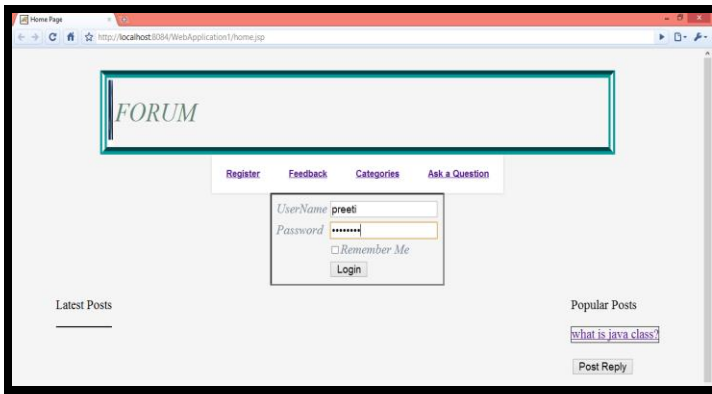 Home Page
http://localhost:8084/WebApplication1/home.jsp
FORUM
Register Feedback Categories Ask a Question
UserName preeti
Password ••••••••
Remember Me
Login
Latest Posts
Popular Posts
what is java class?
Post Reply